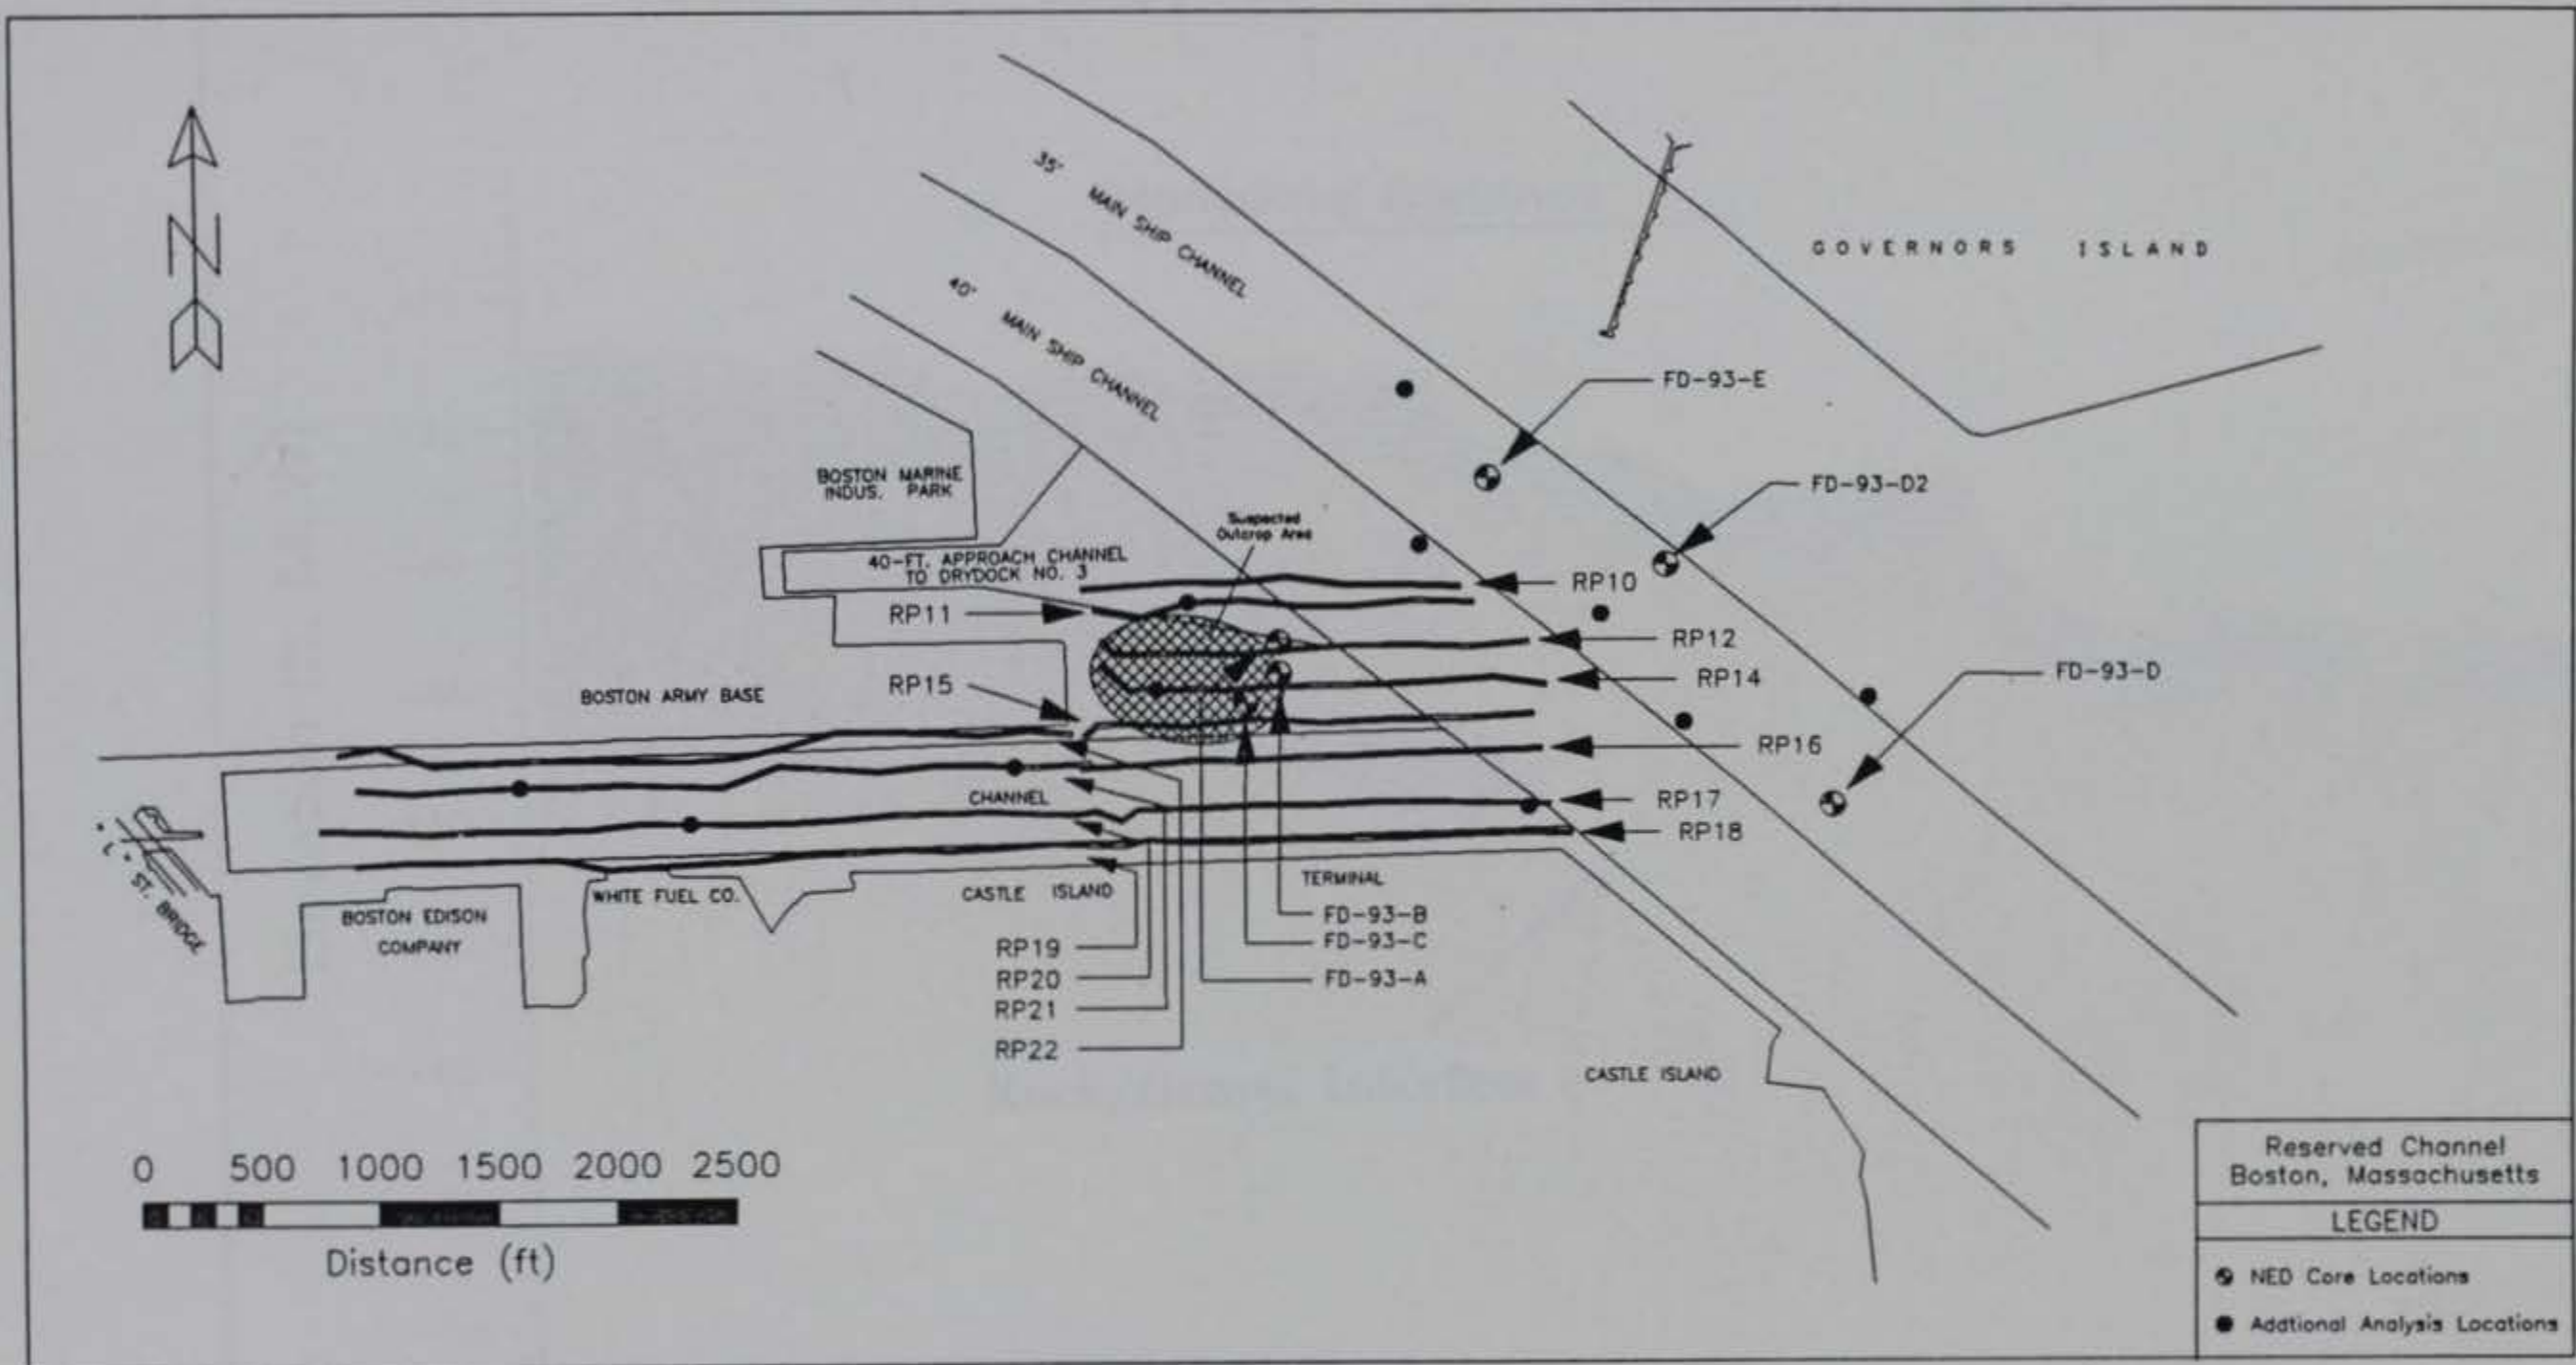 35' MAIN SHIP CHANNEL
40' MAIN SHIP CHANNEL
GOVERNORS ISLAND
FD-93-E
FD-93-D2
FD-93-D
BOSTON MARINE
INDUS. PARK
Suspected
Outcrop Area
40-FT. APPROACH CHANNEL
TO DRYDOCK NO. 3
RP10
RP11
RP12
RP14
RP15
BOSTON ARMY BASE
RP16
CHANNEL
RP17
RP18
"L" ST. BRIDGE
WHITE FUEL CO.
CASTLE ISLAND
TERMINAL
BOSTON EDISON
COMPANY
FD-93-B
FD-93-C
FD-93-A
RP19
RP20
RP21
RP22
CASTLE ISLAND
N
0 500 1000 1500 2000 2500
Distance (ft)
Reserved Channel
Boston, Massachusetts
LEGEND
NED Core Locations
Addtional Analysis Locations